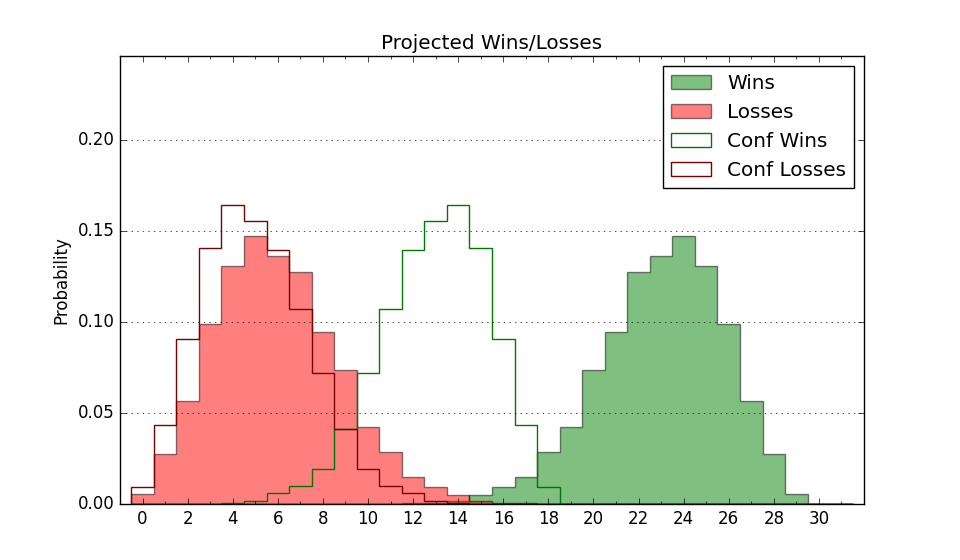 Projected Wins/Losses
Wins
Losses
Conf Wins
Conf Losses
Probability
0.20
0.15
0.10
0.05
0.00
0 2 4 6 8 10 12 14 16 18 20 22 24 26 28 30